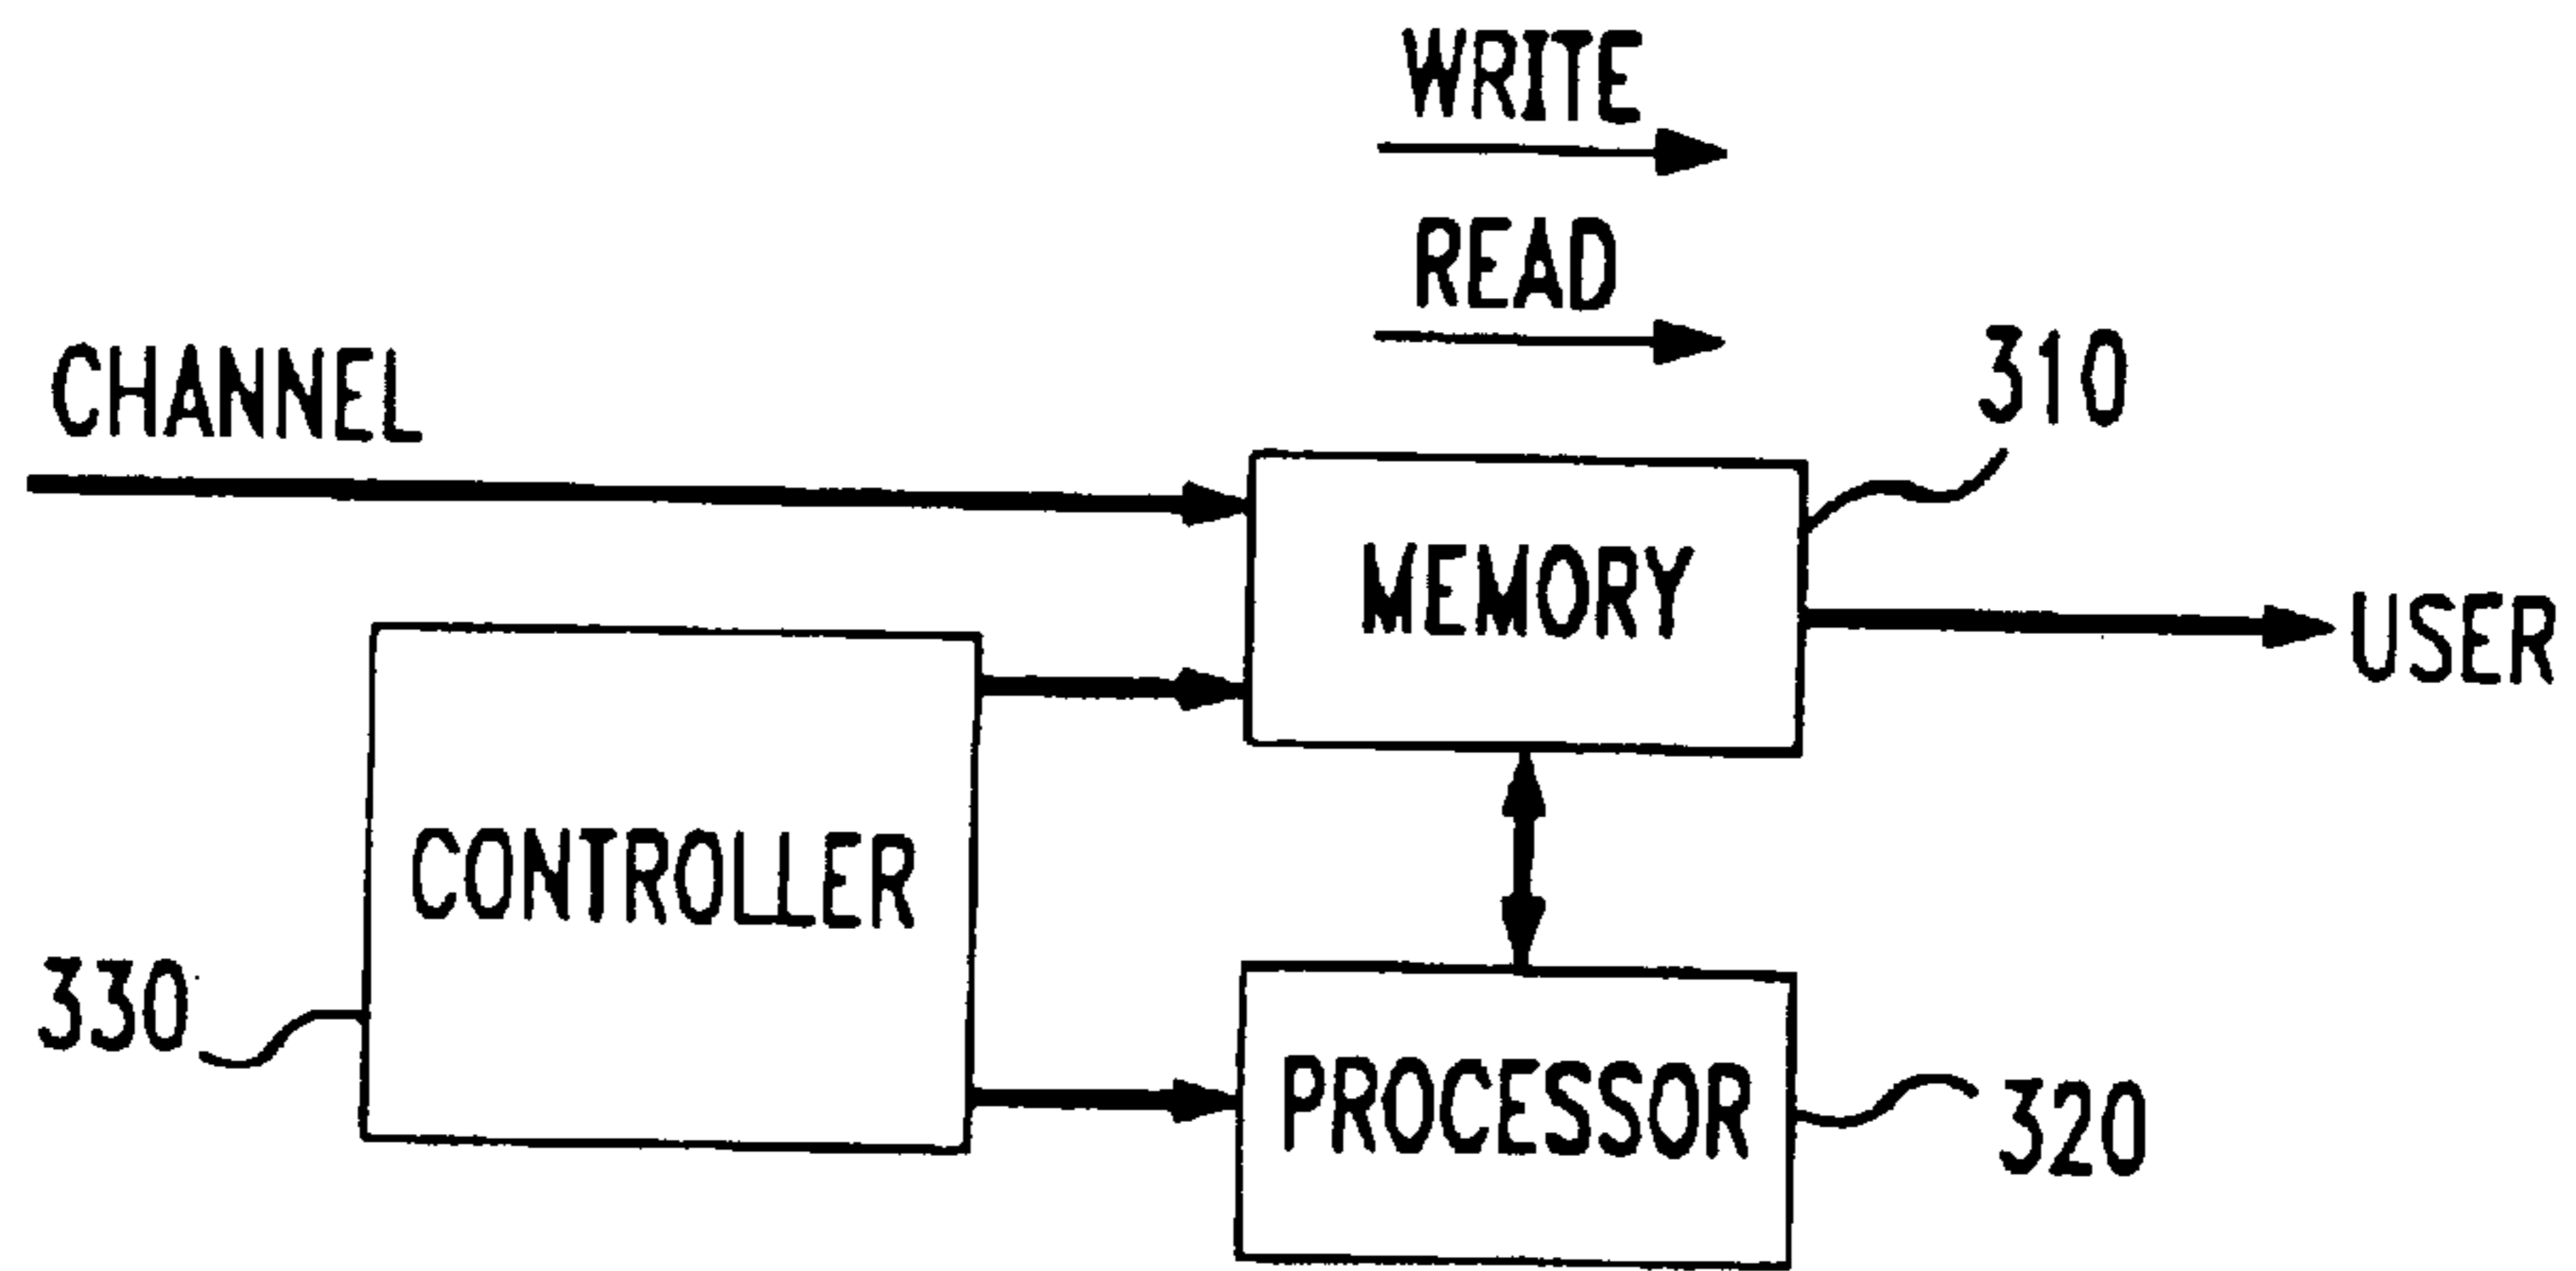 WRITE
READ
CHANNEL
310
MEMORY
USER
CONTROLLER
330
PROCESSOR
320